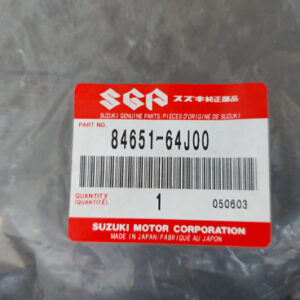 SGP スズキ純正部品
SUZUKI GENUINE PARTS / PIÈCES D'ORIGINE DE SUZUKI
PART NO.
84651-64J00
QUANTITY
(QUANTITÉ)
1
050603
SUZUKI MOTOR CORPORATION
MADE IN JAPAN/FABRIQUÉ AU JAPON